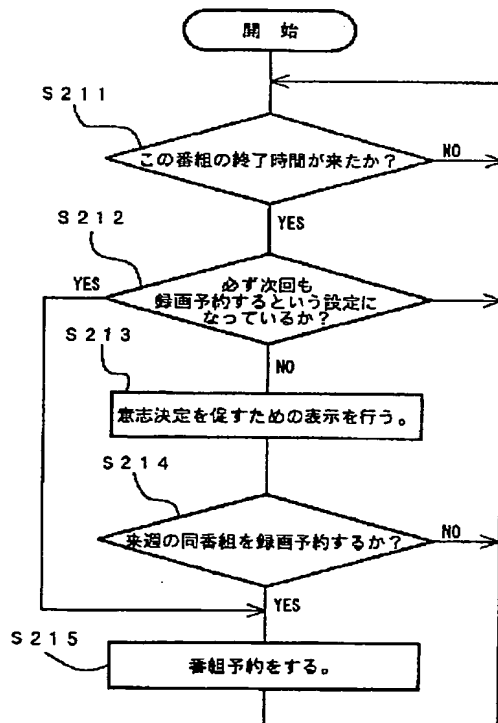 開 始
S211
この番組の終了時間が来たか？
NO
YES
S212
YES
必ず次回も
録画予約するという設定に
なっているか？
NO
S213
意志決定を促すための表示を行う。
S214
来週の同番組を録画予約するか？
NO
YES
S215
番組予約をする。